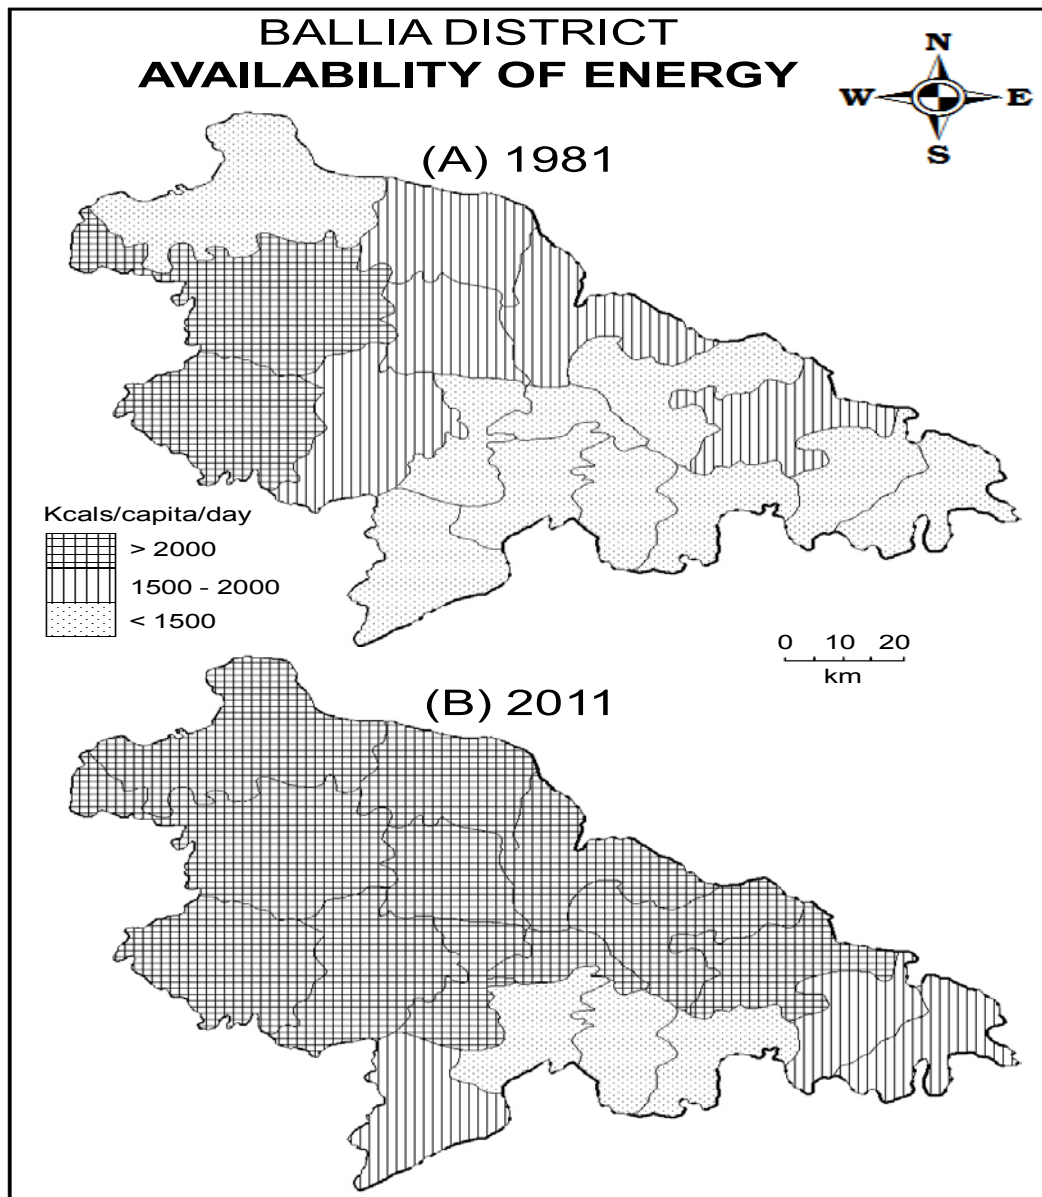 BALLIA DISTRICT
AVAILABILITY OF ENERGY
N
W E
S
(A) 1981
Kcals/capita/day
> 2000
1500 - 2000
< 1500
0 10 20
km
(B) 2011